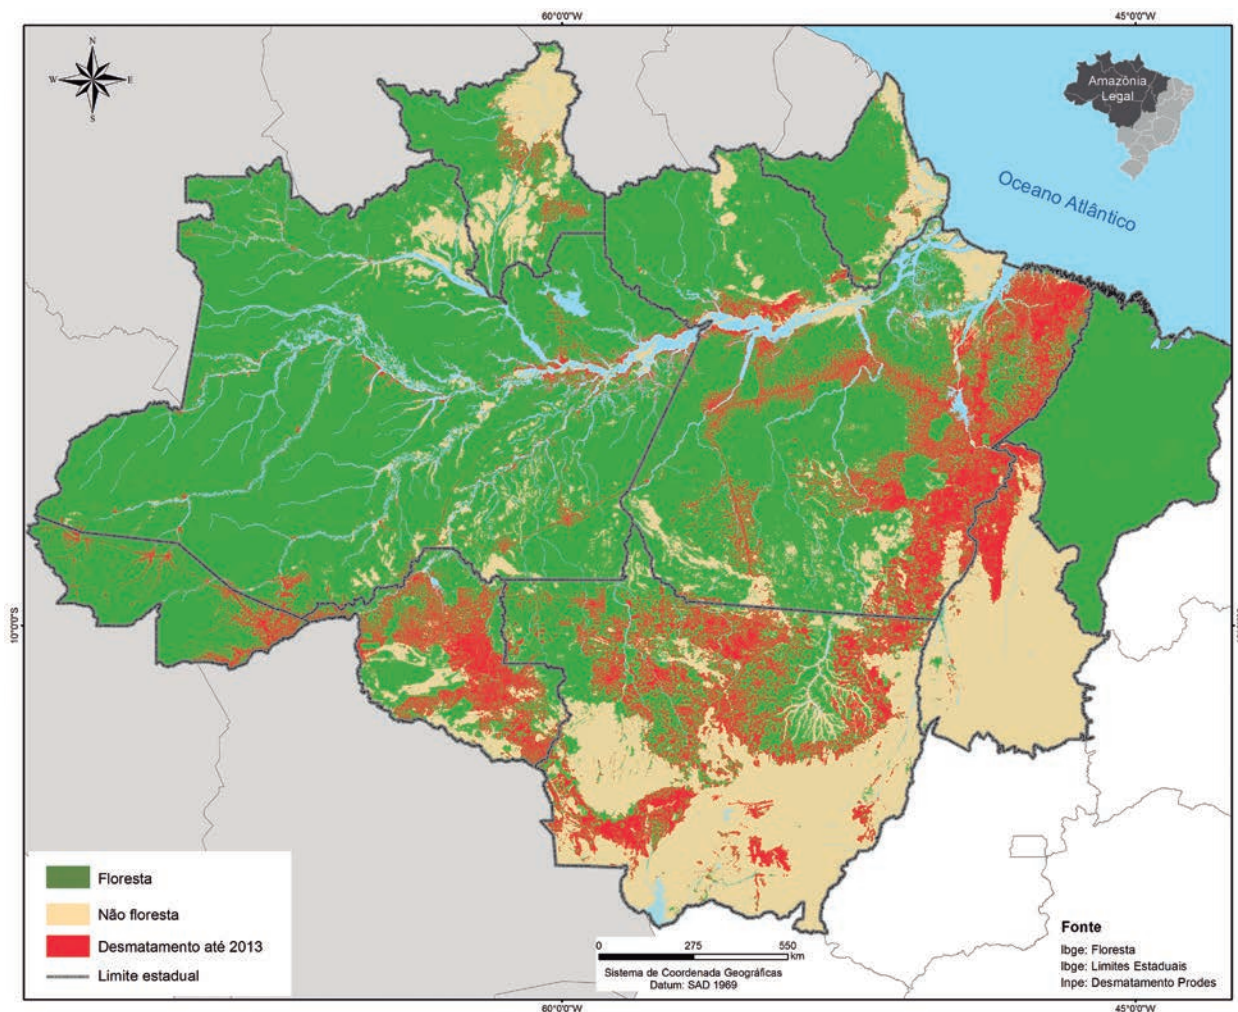 60°0'0"W
45°0'0"W
N
W
E
S
Amazônia
Legal
Oceano Atlântico
10°0'0"S
Floresta
Não floresta
Desmatamento até 2013
Limite estadual
0
275
550
km
Sistema de Coordenada Geográficas
Datum: SAD 1969
Fonte
Ibge: Floresta
Ibge: Limites Estaduais
Inpe: Desmatamento Prodes
60°0'0"W
45°0'0"W